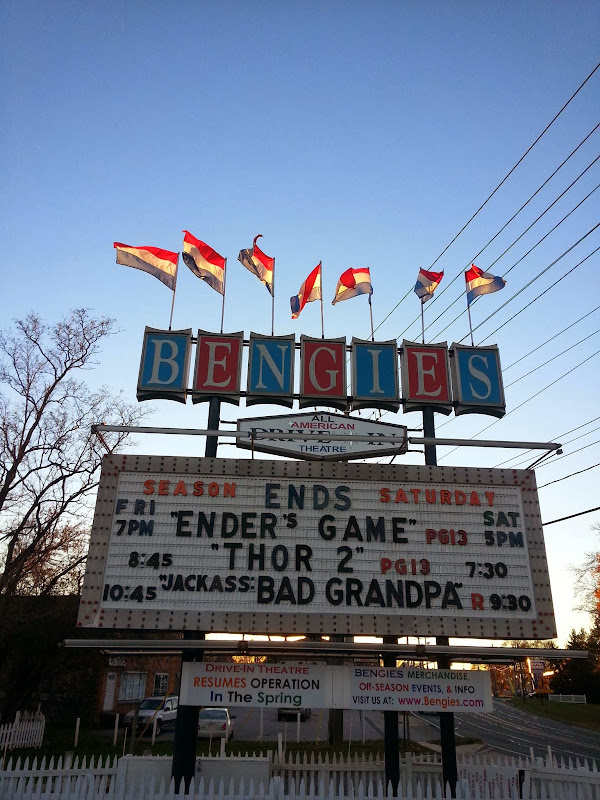 BENGIES
ALL
AMERICAN
DRIVE-IN
THEATRE
SEASON ENDS SATURDAY
FRI SAT
7PM "ENDER'S GAME" PG13 5PM
8:45 "THOR 2" PG13 7:30
10:45 "JACKASS: BAD GRANDPA" R 9:30
DRIVE-IN THEATRE
RESUMES OPERATION
In The Spring
BENGIES MERCHANDISE,
OFF-SEASON EVENTS, & INFO
VISIT US AT: www.Bengies.com